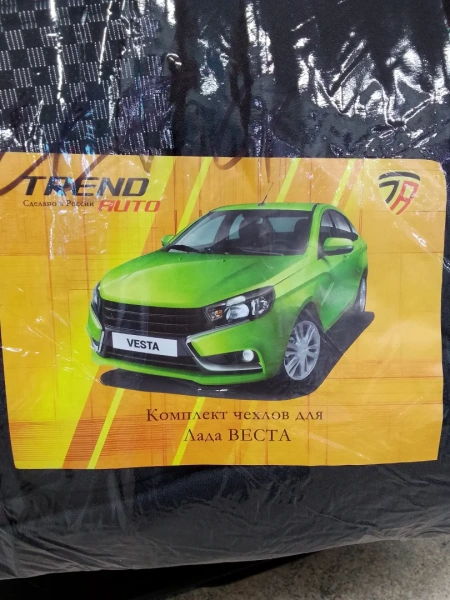 TREND
Сделано в России AUTO
TA
VESTA
Комплект чехлов для
Лада ВЕСТА